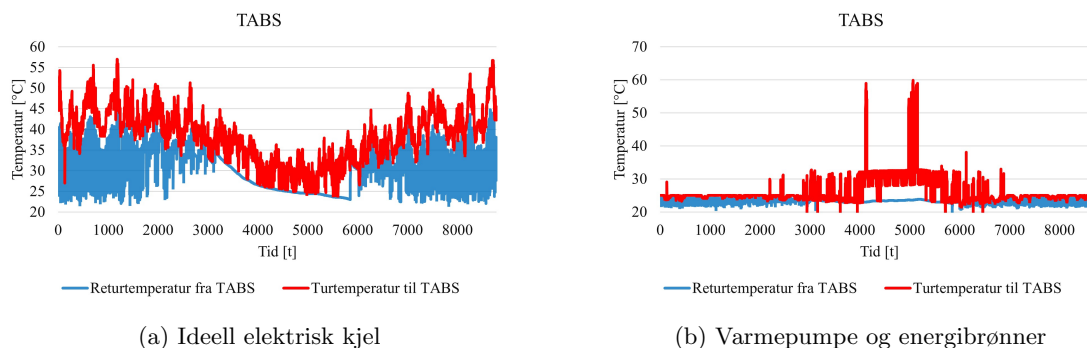 TABS
60
55
50
45
40
35
30
25
20
Temperatur [°C]
0 1000 2000 3000 4000 5000 6000 7000 8000
Tid [t]
Returtemperatur fra TABS Turtemperatur til TABS
(a) Ideell elektrisk kjel
TABS
70
60
50
40
30
20
Temperatur [°C]
0 1000 2000 3000 4000 5000 6000 7000 8000
Tid [t]
Returtemperatur fra TABS Turtemperatur til TABS
(b) Varmepumpe og energibrønner